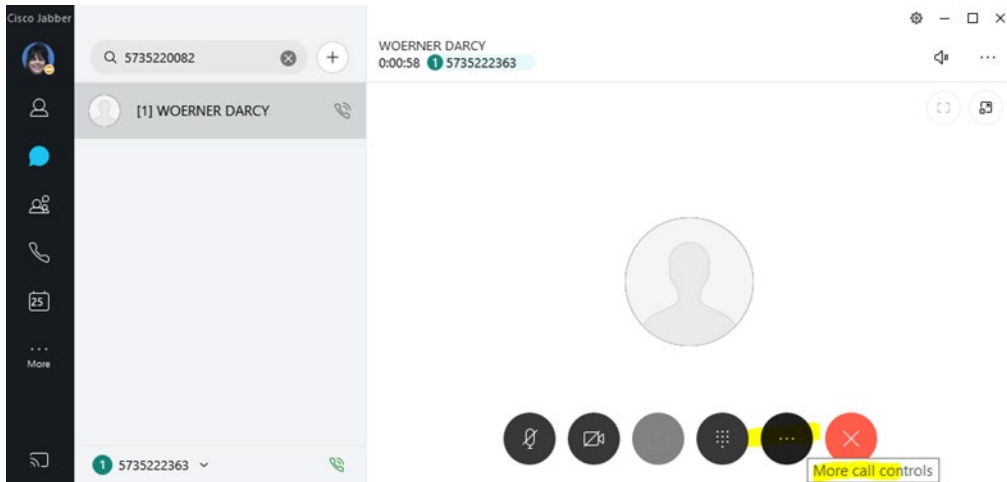 Cisco Jabber
5735220082
[1] WOERNER DARCY
25
More
1 5735222363
WOERNER DARCY
0:00:58 1 5735222363
More call controls